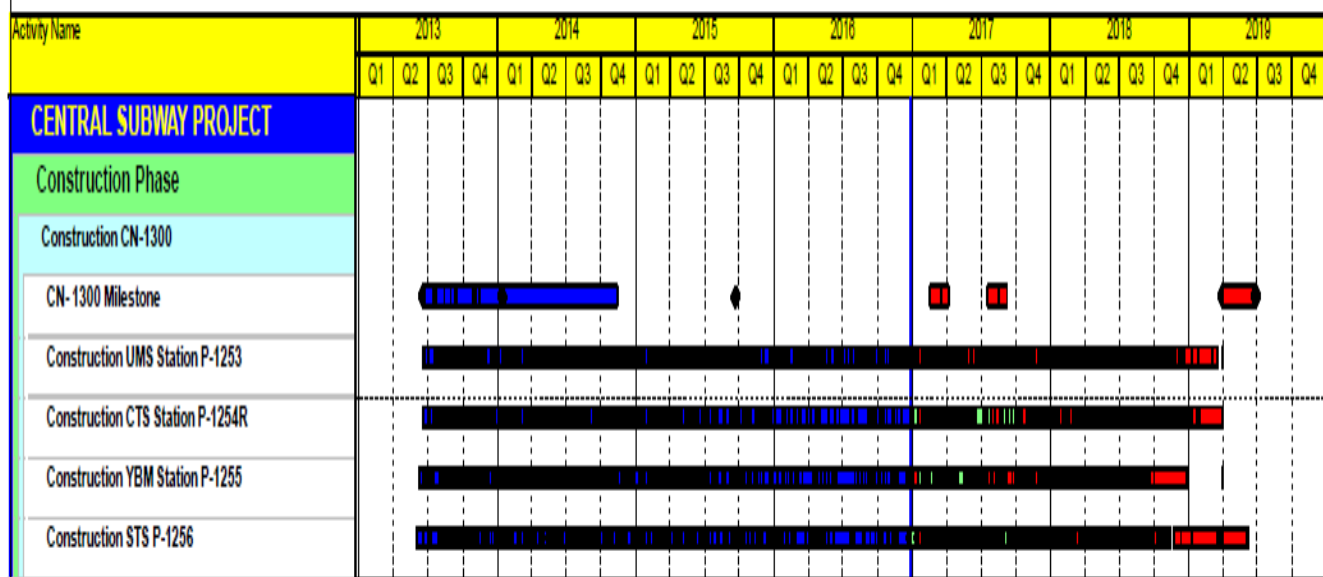 Activity Name 2013 2014 2015 2016 2017 2018 2019
Q1 Q2 Q3 Q4 Q1 Q2 Q3 Q4 Q1 Q2 Q3 Q4 Q1 Q2 Q3 Q4 Q1 Q2 Q3 Q4 Q1 Q2 Q3 Q4 Q1 Q2 Q3 Q4
CENTRAL SUBWAY PROJECT
Construction Phase
Construction CN-1300
CN- 1300 Milestone
Construction UMS Station P-1253
Construction CTS Station P-1254R
Construction YBM Station P-1255
Construction STS P-1256